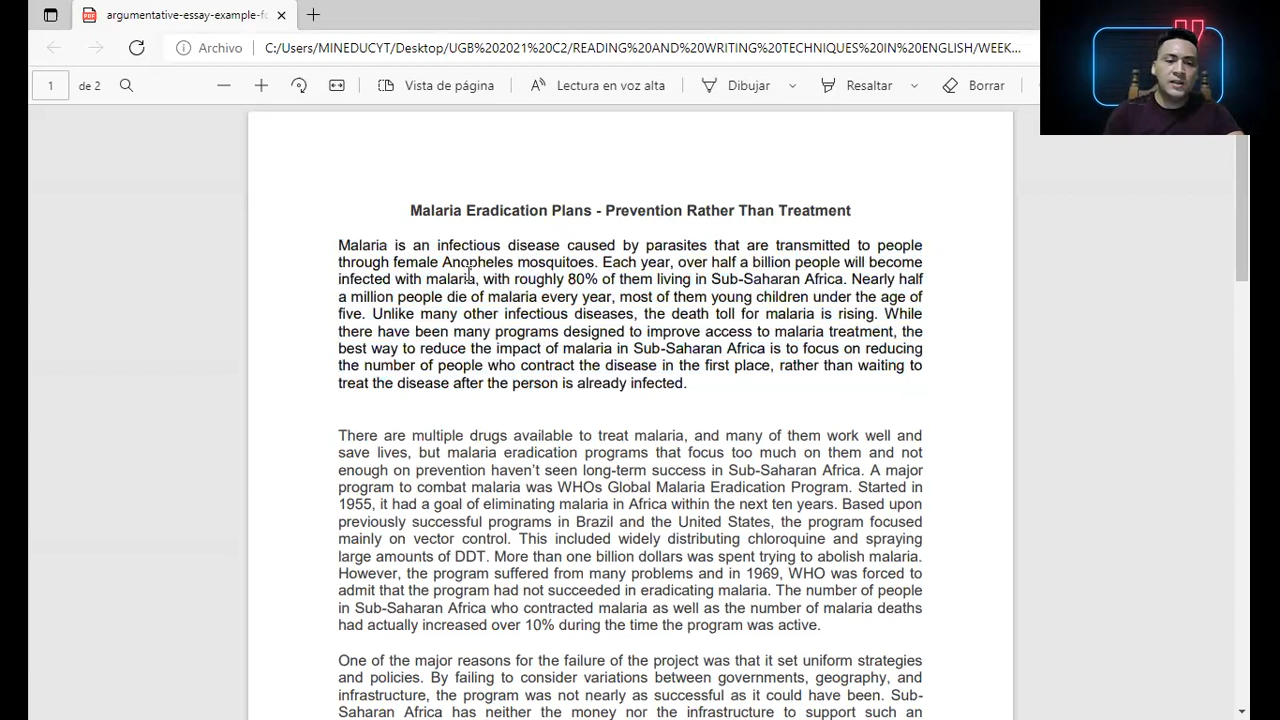 argumentative-essay-example-fo
Archivo
C:/Users/MINEDUCYT/Desktop/UGB%202021%20C2/READING%20AND%20WRITING%20TECHNIQUES%20IN%20ENGLISH/WEEK...
1 de 2
Vista de página
Lectura en voz alta
Dibujar
Resaltar
Borrar
Malaria Eradication Plans - Prevention Rather Than Treatment
Malaria is an infectious disease caused by parasites that are transmitted to people
through female Anopheles mosquitoes. Each year, over half a billion people will become
infected with malaria, with roughly 80% of them living in Sub-Saharan Africa. Nearly half
a million people die of malaria every year, most of them young children under the age of
five. Unlike many other infectious diseases, the death toll for malaria is rising. While
there have been many programs designed to improve access to malaria treatment, the
best way to reduce the impact of malaria in Sub-Saharan Africa is to focus on reducing
the number of people who contract the disease in the first place, rather than waiting to
treat the disease after the person is already infected.
There are multiple drugs available to treat malaria, and many of them work well and
save lives, but malaria eradication programs that focus too much on them and not
enough on prevention haven't seen long-term success in Sub-Saharan Africa. A major
program to combat malaria was WHOs Global Malaria Eradication Program. Started in
1955, it had a goal of eliminating malaria in Africa within the next ten years. Based upon
previously successful programs in Brazil and the United States, the program focused
mainly on vector control. This included widely distributing chloroquine and spraying
large amounts of DDT. More than one billion dollars was spent trying to abolish malaria.
However, the program suffered from many problems and in 1969, WHO was forced to
admit that the program had not succeeded in eradicating malaria. The number of people
in Sub-Saharan Africa who contracted malaria as well as the number of malaria deaths
had actually increased over 10% during the time the program was active.
One of the major reasons for the failure of the project was that it set uniform strategies
and policies. By failing to consider variations between governments, geography, and
infrastructure, the program was not nearly as successful as it could have been. Sub-
Saharan Africa has neither the money nor the infrastructure to support such an